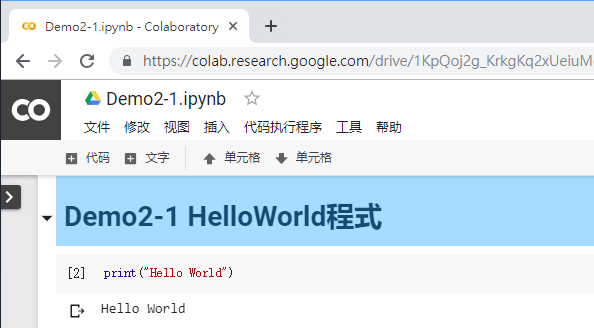 Demo2-1.ipynb - Colaboratory
https://colab.research.google.com/drive/1KpQoj2g_KrkgKq2xUeiuM
CO Demo2-1.ipynb
文件 修改 视图 插入 代码执行程序 工具 帮助
代码 文字 单元格 单元格
Demo2-1 HelloWorld程式
[2] print("Hello World")
Hello World